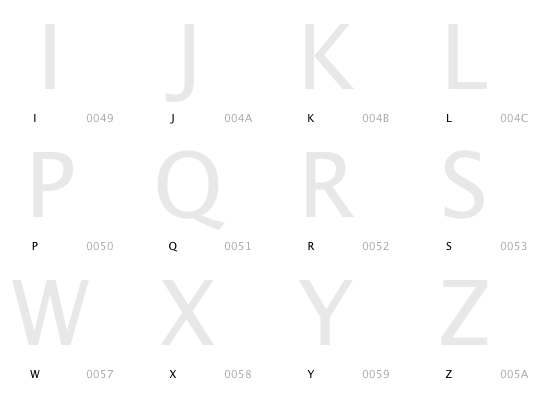 I J K L
I 0049 J 004A K 004B L 004C
P Q R S
P 0050 Q 0051 R 0052 S 0053
W X Y Z
W 0057 X 0058 Y 0059 Z 005A